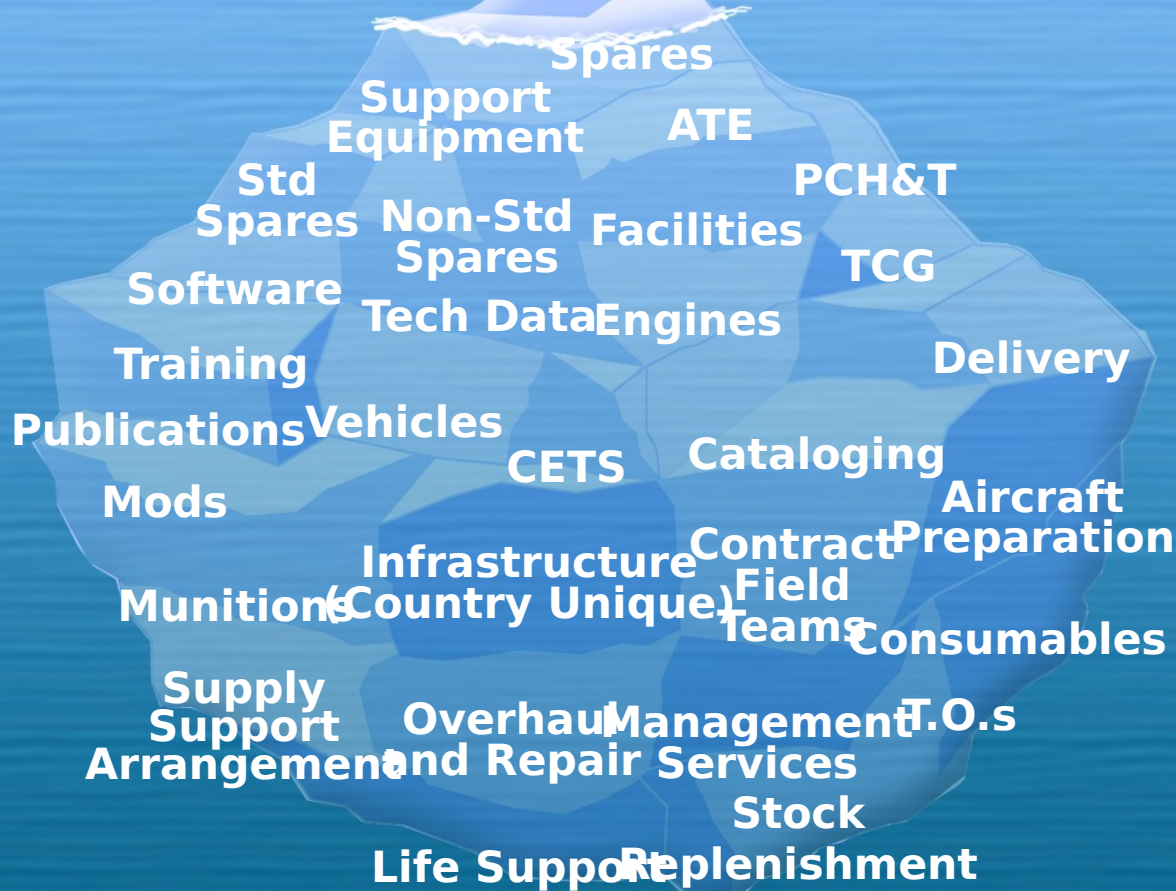 Spares
Support
Equipment
ATE
Std
Spares
PCH&T
Non-Std
Spares
Facilities
TCG
Software
Tech Data
Engines
Training
Delivery
Publications
Vehicles
CETS
Cataloging
Mods
Aircraft
Preparation
Infrastructure
(Country Unique)
Contract
Field
Teams
Munitions
Consumables
Supply
Support
Arrangement
Overhaul
and Repair
Management
Services
T.O.s
Stock
Replenishment
Life Support